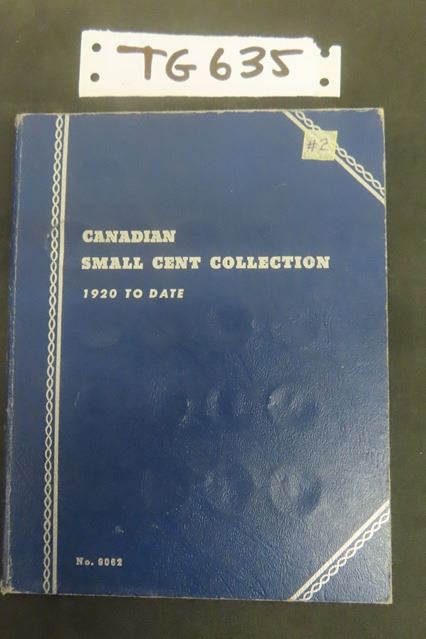 TG635
#2
CANADIAN
SMALL CENT COLLECTION
1920 TO DATE
No. 9062